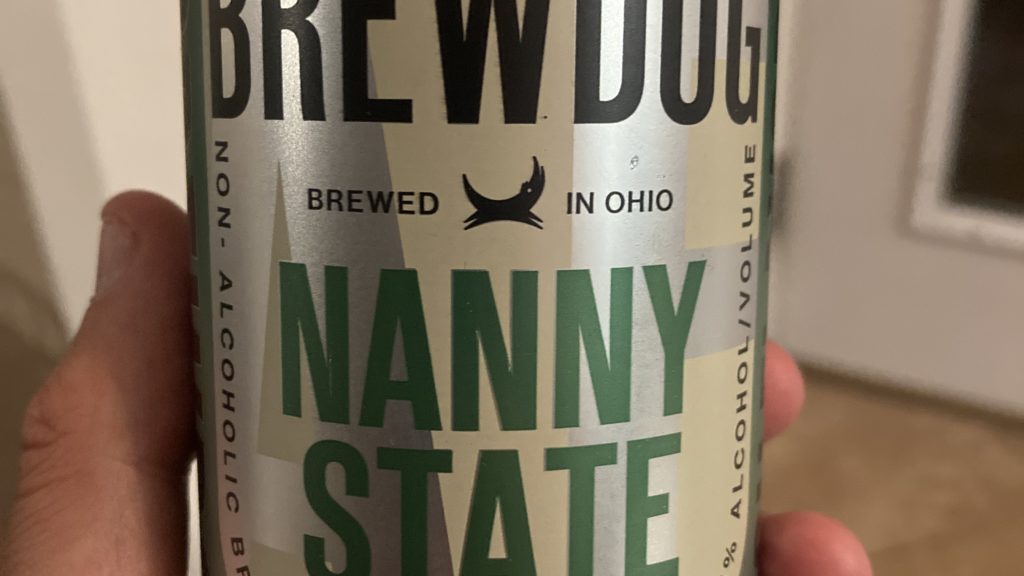 BREWDOG
BREWED IN OHIO
NANNY
STATE
NON-ALCOHOLIC
% ALCOHOL/VOLUME